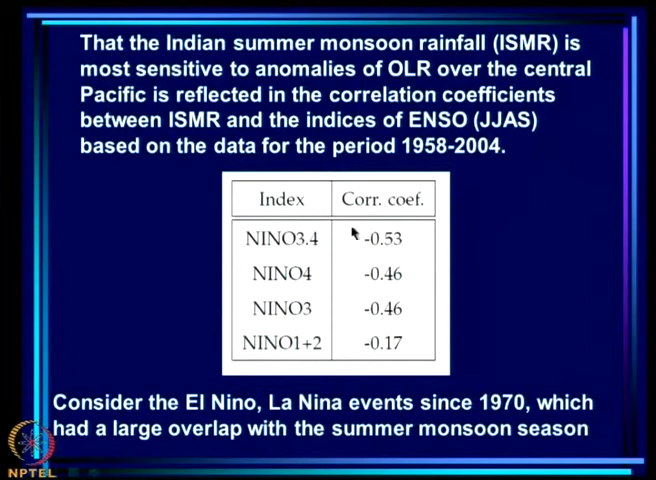 That the Indian summer monsoon rainfall (ISMR) is
most sensitive to anomalies of OLR over the central
Pacific is reflected in the correlation coefficients
between ISMR and the indices of ENSO (JJAS)
based on the data for the period 1958-2004.
Index Corr. coef.
NINO3.4 -0.53
NINO4 -0.46
NINO3 -0.46
NINO1+2 -0.17
Consider the El Nino, La Nina events since 1970, which
had a large overlap with the summer monsoon season
NPTEL